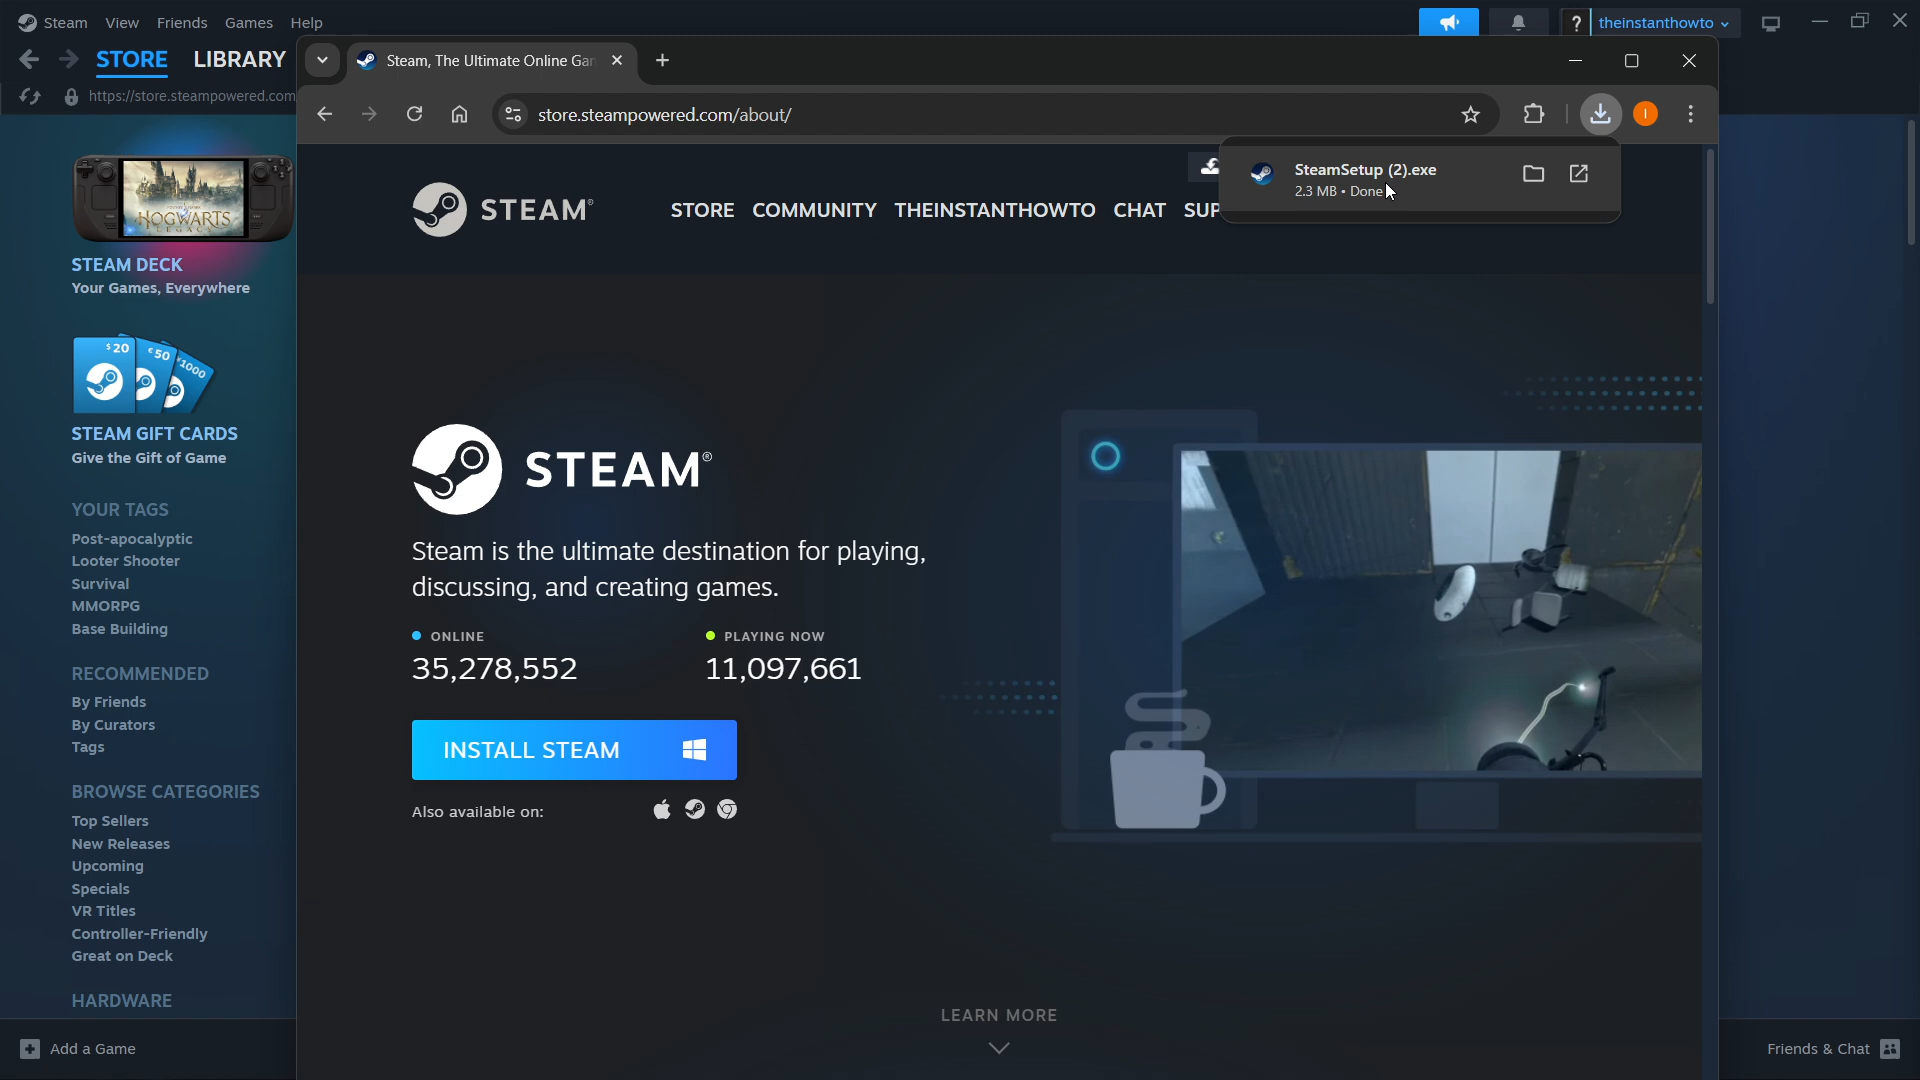 Steam View Friends Games Help
? theinstanthowto
STORE LIBRARY
https://store.steampowered.com
Steam, The Ultimate Online Gar
store.steampowered.com/about/
I
SteamSetup (2).exe
2.3 MB • Done
STEAM®
STORE COMMUNITY THEINSTANTHOWTO CHAT SUP
HOGWARTS
LEGACY
STEAM DECK
Your Games, Everywhere
$20 €50 ¥1000
STEAM GIFT CARDS
Give the Gift of Game
YOUR TAGS
Post-apocalyptic
Looter Shooter
Survival
MMORPG
Base Building
RECOMMENDED
By Friends
By Curators
Tags
BROWSE CATEGORIES
Top Sellers
New Releases
Upcoming
Specials
VR Titles
Controller-Friendly
Great on Deck
HARDWARE
STEAM®
Steam is the ultimate destination for playing,
discussing, and creating games.
ONLINE
35,278,552
PLAYING NOW
11,097,661
INSTALL STEAM
Also available on:
LEARN MORE
Add a Game
Friends & Chat